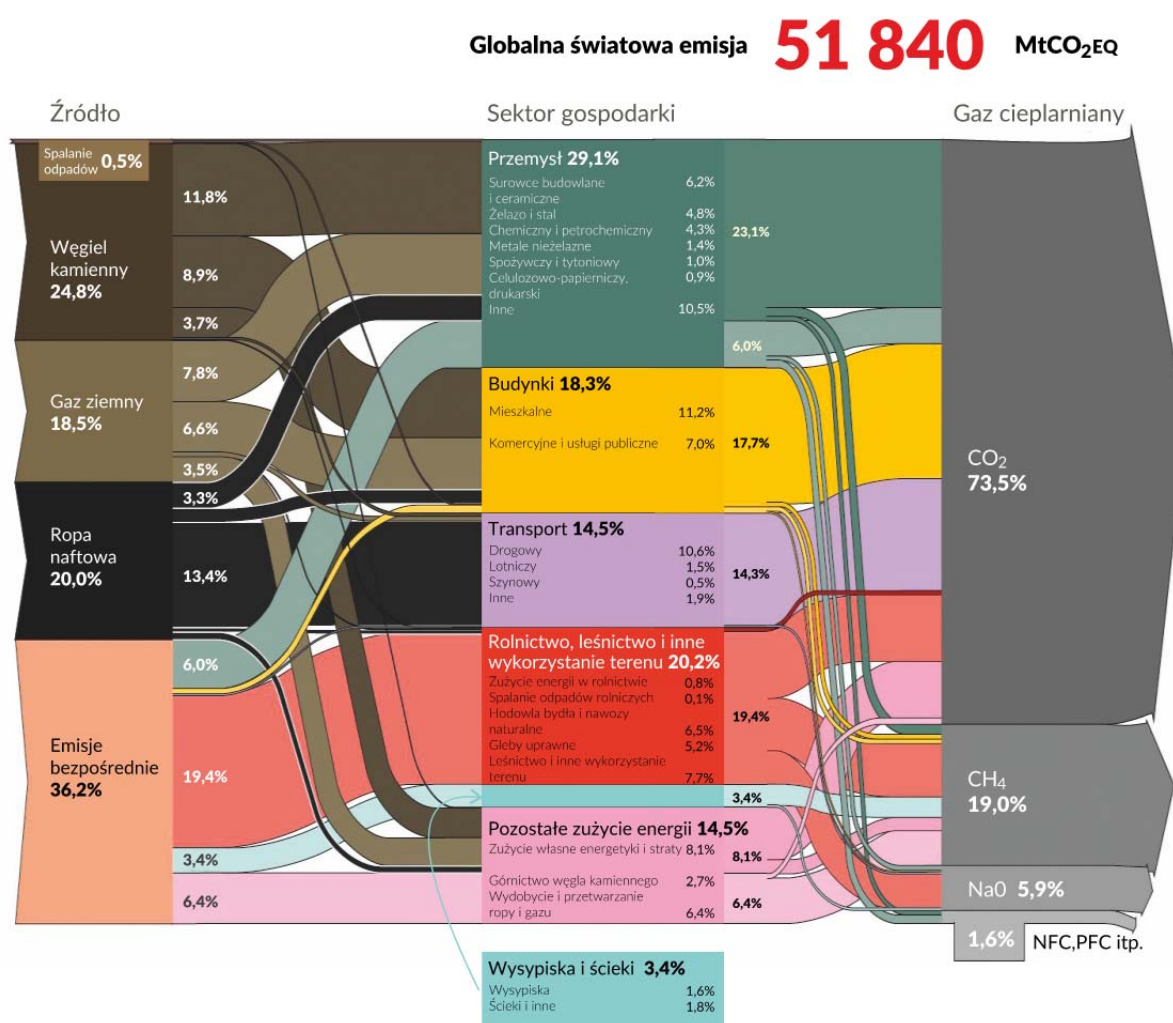 Globalna światowa emisja 51 840 MtCO₂EQ
Źródło
Sektor gospodarki
Gaz cieplarniany
Spalanie
odpadów 0,5%
Węgiel
kamienny
24,8%
Gaz ziemny
18,5%
Ropa
naftowa
20,0%
Emisje
bezpośrednie
36,2%
11,8%
8,9%
3,7%
7,8%
6,6%
3,5%
3,3%
13,4%
6,0%
19,4%
3,4%
6,4%
Przemysł 29,1%
Surowce budowlane 6,2%
i ceramiczne
Żelazo i stal 4,8%
Chemiczny i petrochemiczny 4,3%
Metale nieżelazne 1,4%
Spożywczy i tytoniowy 1,0%
Celulozowo-papierniczy, 0,9%
drukarski
Inne 10,5%
Budynki 18,3%
Mieszkalne 11,2%
Komercyjne i usługi publiczne 7,0%
Transport 14,5%
Drogowy 10,6%
Lotniczy 1,5%
Szynowy 0,5%
Inne 1,9%
Rolnictwo, leśnictwo i inne
wykorzystanie terenu 20,2%
Zużycie energii w rolnictwie 0,8%
Spalanie odpadów rolniczych 0,1%
Hodowla bydła i nawozy
naturalne 6,5%
Gleby uprawne 5,2%
Leśnictwo i inne wykorzystanie
terenu 7,7%
Pozostałe zużycie energii 14,5%
Zużycie własne energetyki i straty 8,1%
Górnictwo węgla kamiennego 2,7%
Wydobycie i przetwarzanie
ropy i gazu 6,4%
Wysypiska i ścieki 3,4%
Wysypiska 1,6%
Ścieki i inne 1,8%
23,1%
6,0%
17,7%
14,3%
19,4%
3,4%
8,1%
6,4%
CO₂
73,5%
CH₄
19,0%
Na0 5,9%
1,6% NFC,PFC itp.